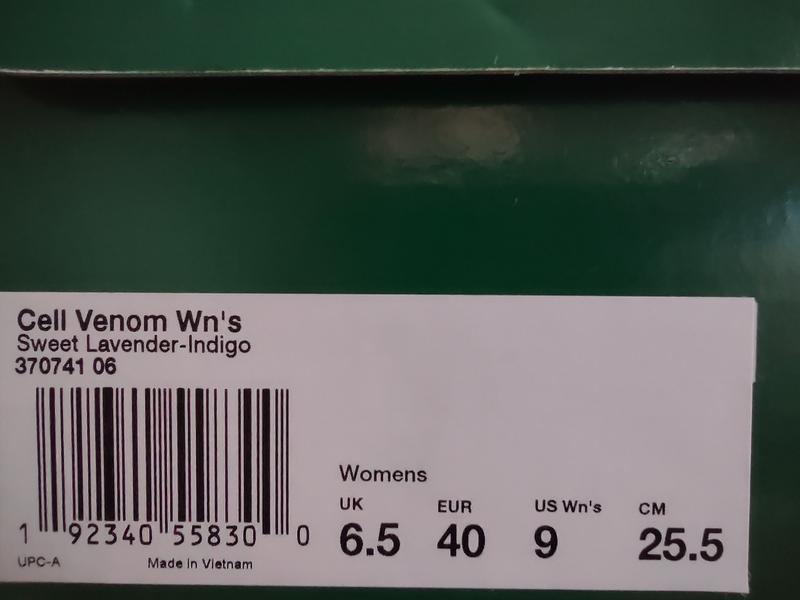 Cell Venom Wn's
Sweet Lavender-Indigo
370741 06
1 92340 55830 0
UPC-A Made in Vietnam
Womens
UK EUR US Wn's CM
6.5 40 9 25.5